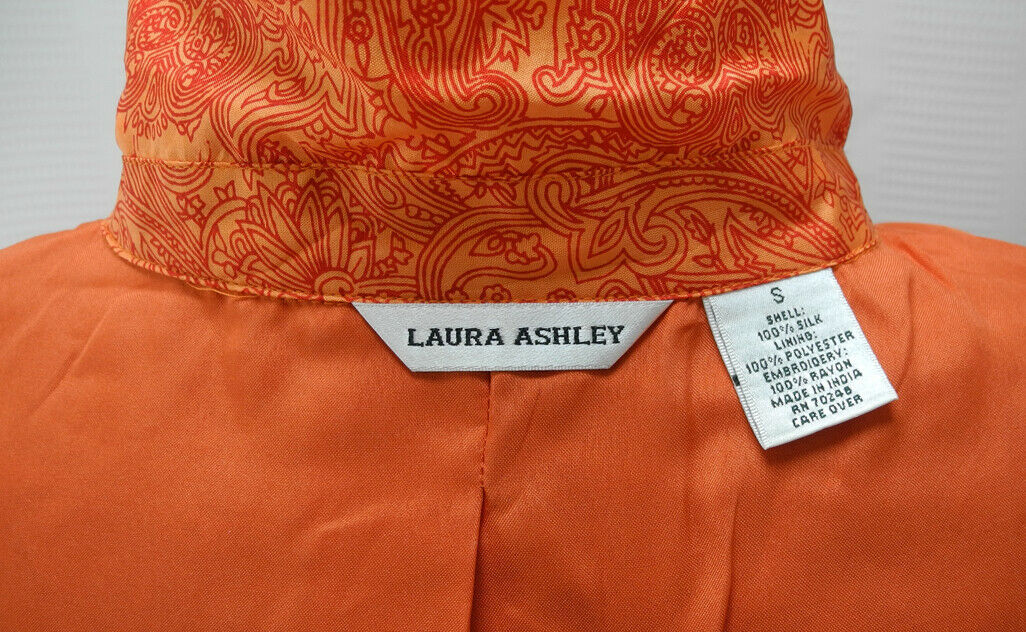 LAURA ASHLEY
S
SHELL:
100% SILK
LINING:
100% POLYESTER
EMBROIDERY:
100% RAYON
MADE IN INDIA
RN 70248
CARE OVER